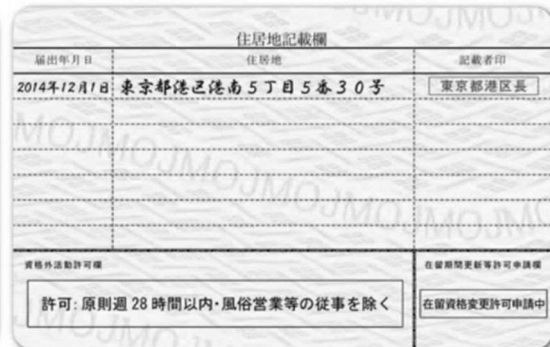 住居地記載欄
届出年月日 住居地 記載者印
2014年12月1日 東京都港区港南5丁目5番30号 東京都港区長
MOJMOJMOJMOJMOJMOJ
資格外活動許可欄 在留期間更新等許可申請欄
許可:原則週28時間以内・風俗営業等の従事を除く 在留資格変更許可申請中